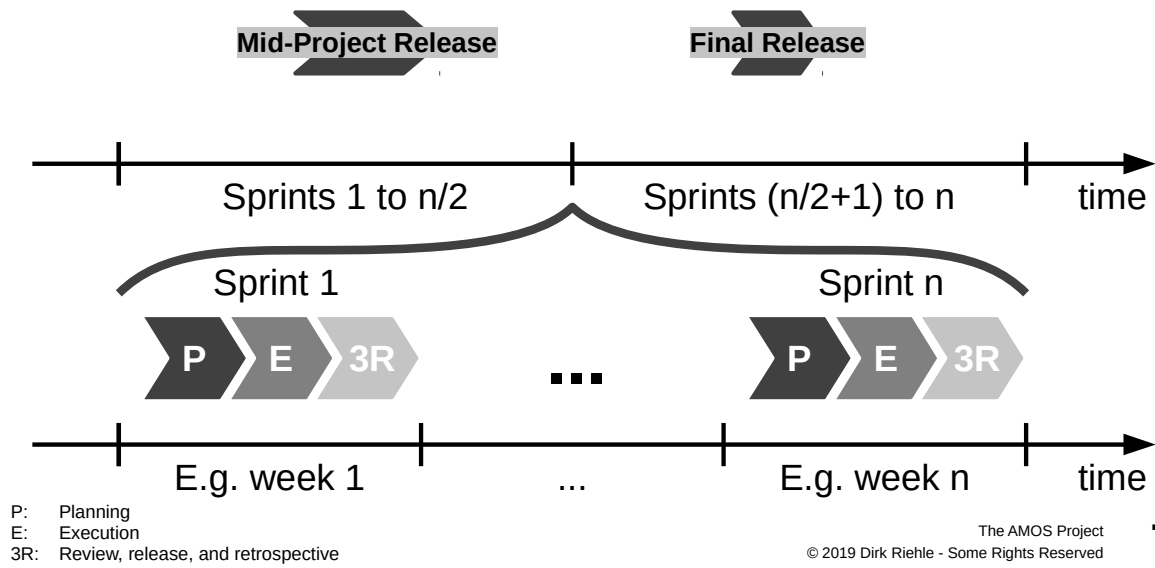 Mid-Project Release Final Release
Sprints 1 to n/2 Sprints (n/2+1) to n time
Sprint 1 Sprint n
P E 3R ... P E 3R
E.g. week 1 ... E.g. week n time
P: Planning
E: Execution
3R: Review, release, and retrospective
The AMOS Project
© 2019 Dirk Riehle - Some Rights Reserved